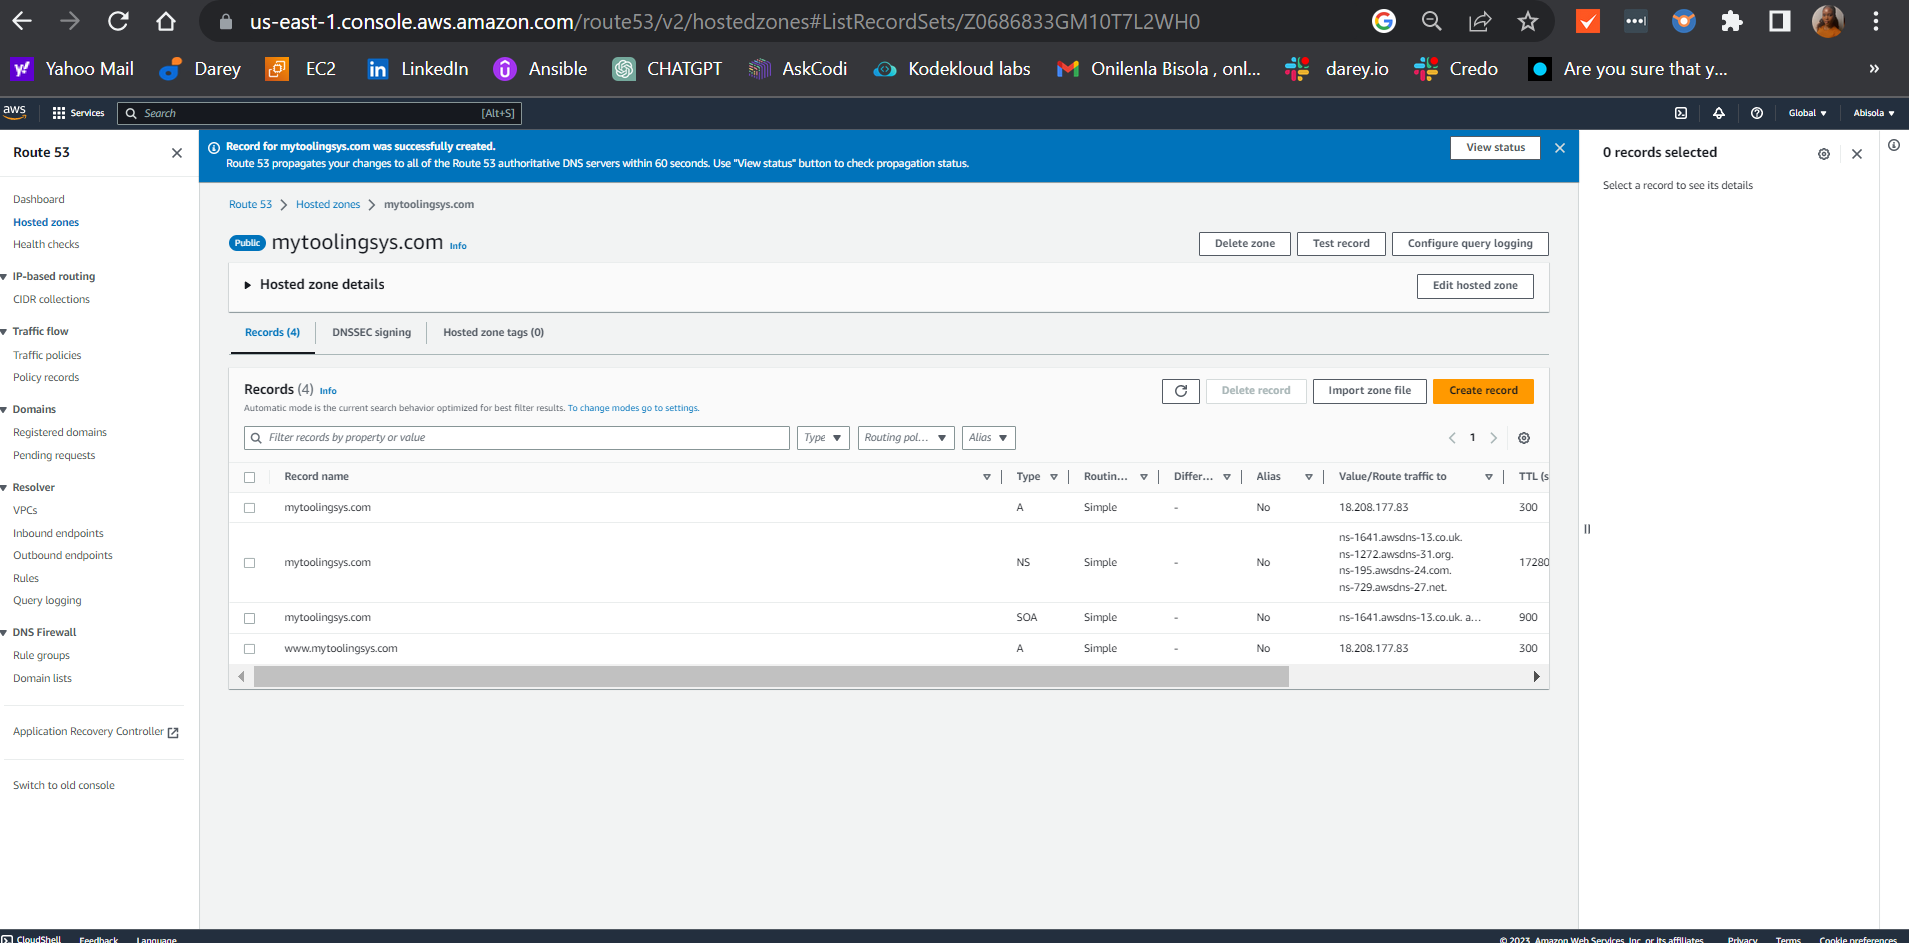 us-east-1.console.aws.amazon.com/route53/v2/hostedzones#ListRecordSets/Z0686833GM10T7L2WH0
Yahoo Mail Darey EC2 LinkedIn Ansible CHATGPT AskCodi Kodekloud labs Onilenla Bisola , onl... darey.io Credo Are you sure that y... »
aws Services Search [Alt+S] Global Abisola
Route 53
Dashboard
Hosted zones
Health checks
IP-based routing
CIDR collections
Traffic flow
Traffic policies
Policy records
Domains
Registered domains
Pending requests
Resolver
VPCs
Inbound endpoints
Outbound endpoints
Rules
Query logging
DNS Firewall
Rule groups
Domain lists
Application Recovery Controller
Switch to old console
Record for mytoolingsys.com was successfully created.
Route 53 propagates your changes to all of the Route 53 authoritative DNS servers within 60 seconds. Use "View status" button to check propagation status.
View status
Route 53 Hosted zones mytoolingsys.com
Public mytoolingsys.com Info
Delete zone Test record Configure query logging
Hosted zone details
Edit hosted zone
Records (4) DNSSEC signing Hosted zone tags (0)
Records (4) Info
Automatic mode is the current search behavior optimized for best filter results. To change modes go to settings.
Delete record Import zone file Create record
Filter records by property or value Type Routing pol... Alias 1
Record name Type Routin... Differ... Alias Value/Route traffic to TTL (s
mytoolingsys.com A Simple - No 18.208.177.83 300
mytoolingsys.com NS Simple - No ns-1641.awsdns-13.co.uk. 17280
ns-1272.awsdns-31.org.
ns-195.awsdns-24.com.
ns-729.awsdns-27.net.
mytoolingsys.com SOA Simple - No ns-1641.awsdns-13.co.uk. a... 900
www.mytoolingsys.com A Simple - No 18.208.177.83 300
0 records selected
Select a record to see its details
CloudShell Feedback Language
© 2023, Amazon Web Services, Inc. or its affiliates. Privacy Terms Cookie preferences